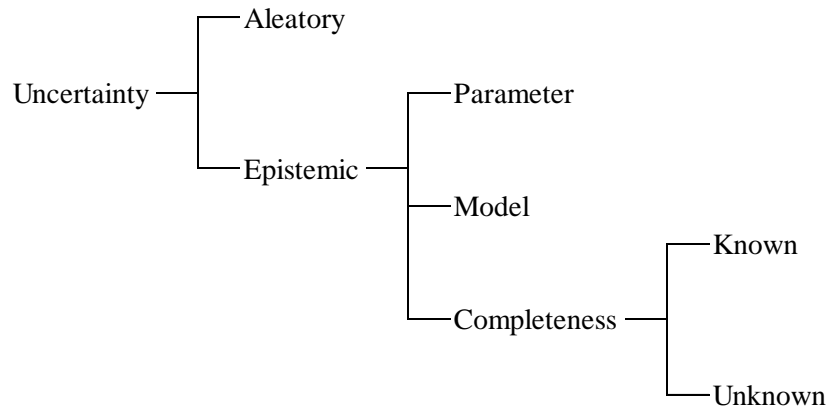 Aleatory
Uncertainty
Parameter
Epistemic
Model
Known
Completeness
Unknown